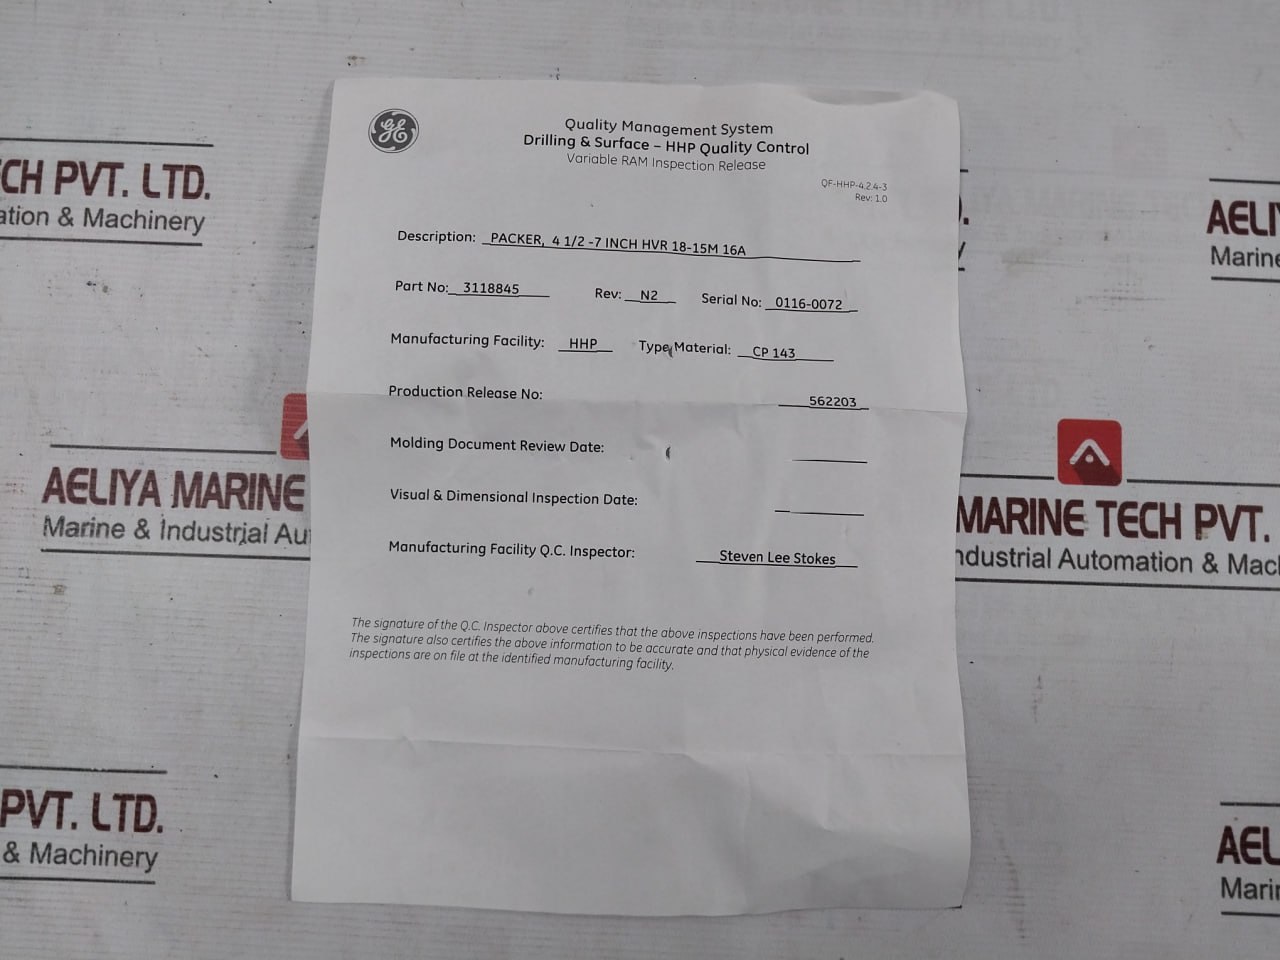 GE
Quality Management System
Drilling & Surface – HHP Quality Control
Variable RAM Inspection Release
QF-HHP-4.2.4-3
Rev: 1.0
Description: PACKER, 4 1/2 -7 INCH HVR 18-15M 16A
Part No: 3118845 Rev: N2 Serial No: 0116-0072
Manufacturing Facility: HHP Type Material: CP 143
Production Release No: 562203
Molding Document Review Date:
Visual & Dimensional Inspection Date:
Manufacturing Facility Q.C. Inspector: Steven Lee Stokes
The signature of the Q.C. Inspector above certifies that the above inspections have been performed.
The signature also certifies the above information to be accurate and that physical evidence of the
inspections are on file at the identified manufacturing facility.
CH PVT. LTD.
ation & Machinery
AELIYA MARINE
Marine & Industrial Au
PVT. LTD.
& Machinery
AELIY
Marine
MARINE TECH PVT.
ndustrial Automation & Mac
AEL
Marin